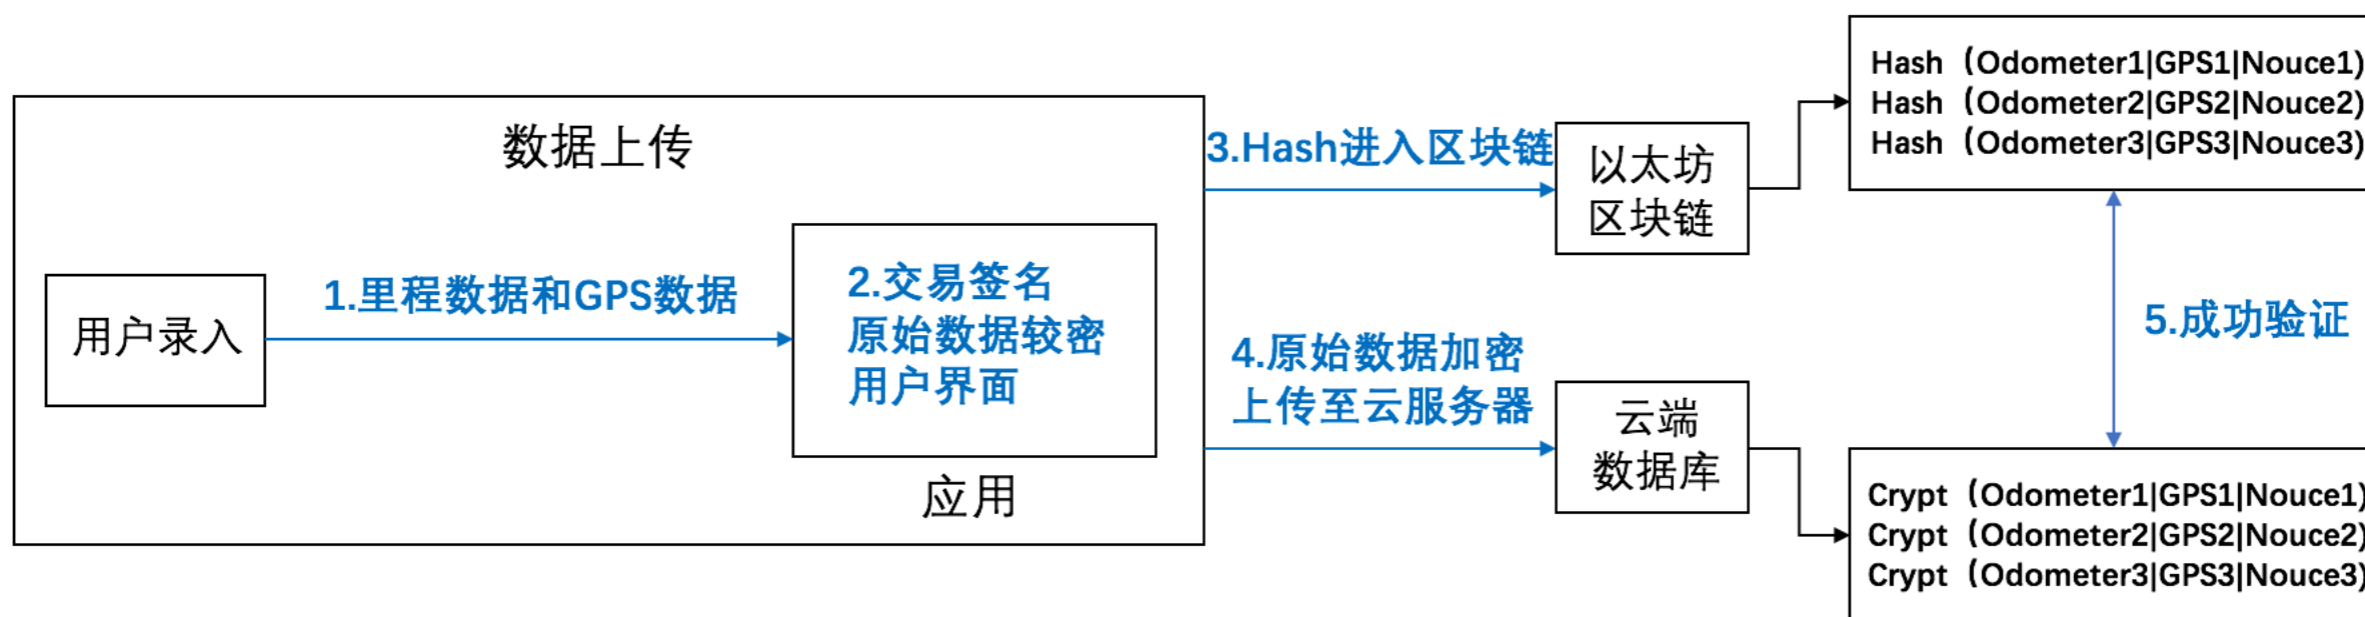 数据上传
用户录入
1.里程数据和GPS数据
2.交易签名
原始数据较密
用户界面
应用
3.Hash进入区块链
以太坊
区块链
4.原始数据加密
上传至云服务器
云端
数据库
Hash（Odometer1|GPS1|Nouce1)
Hash（Odometer2|GPS2|Nouce2)
Hash（Odometer3|GPS3|Nouce3)
5.成功验证
Crypt（Odometer1|GPS1|Nouce1)
Crypt（Odometer2|GPS2|Nouce2)
Crypt（Odometer3|GPS3|Nouce3)